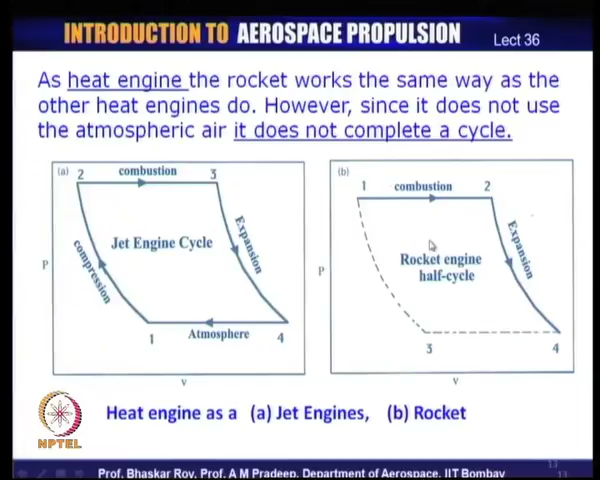 INTRODUCTION TO AEROSPACE PROPULSION
Lect 36
As heat engine the rocket works the same way as the
other heat engines do. However, since it does not use
the atmospheric air it does not complete a cycle.
(a)
2
combustion
3
Jet Engine Cycle
compression
Expansion
P
1
Atmosphere
4
V
(b)
1
combustion
2
Rocket engine
half-cycle
Expansion
P
3
4
V
Heat engine as a (a) Jet Engines, (b) Rocket
NPTEL
13
13
Prof. Bhaskar Roy, Prof. A M Pradeep, Department of Aerospace, IIT Bombay